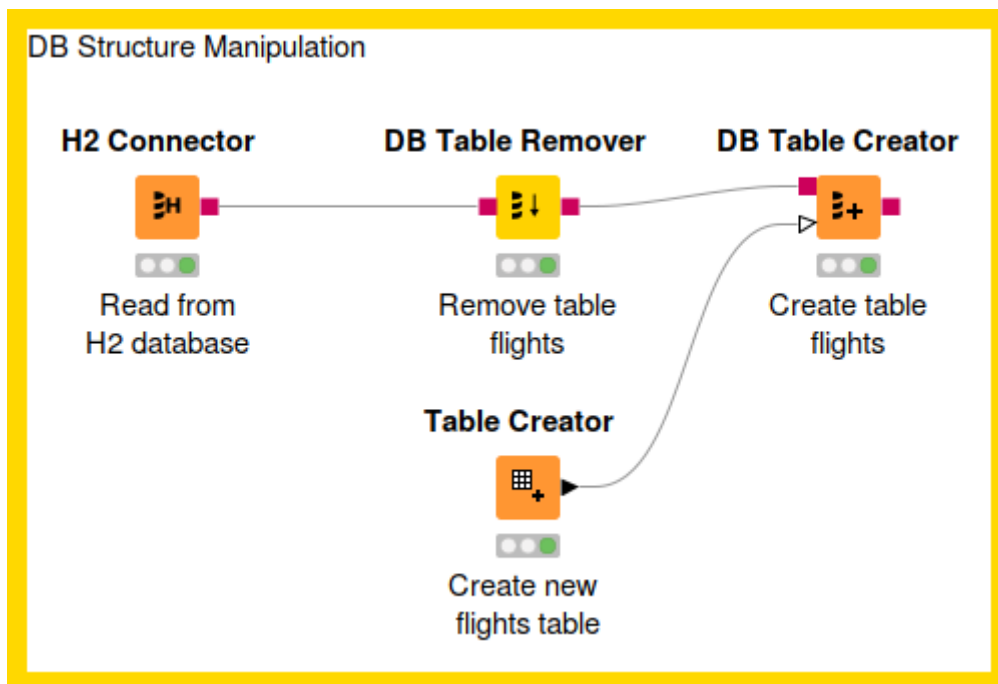 DB Structure Manipulation
H2 Connector
DB Table Remover
DB Table Creator
H
Read from
H2 database
Remove table
flights
Create table
flights
Table Creator
Create new
flights table